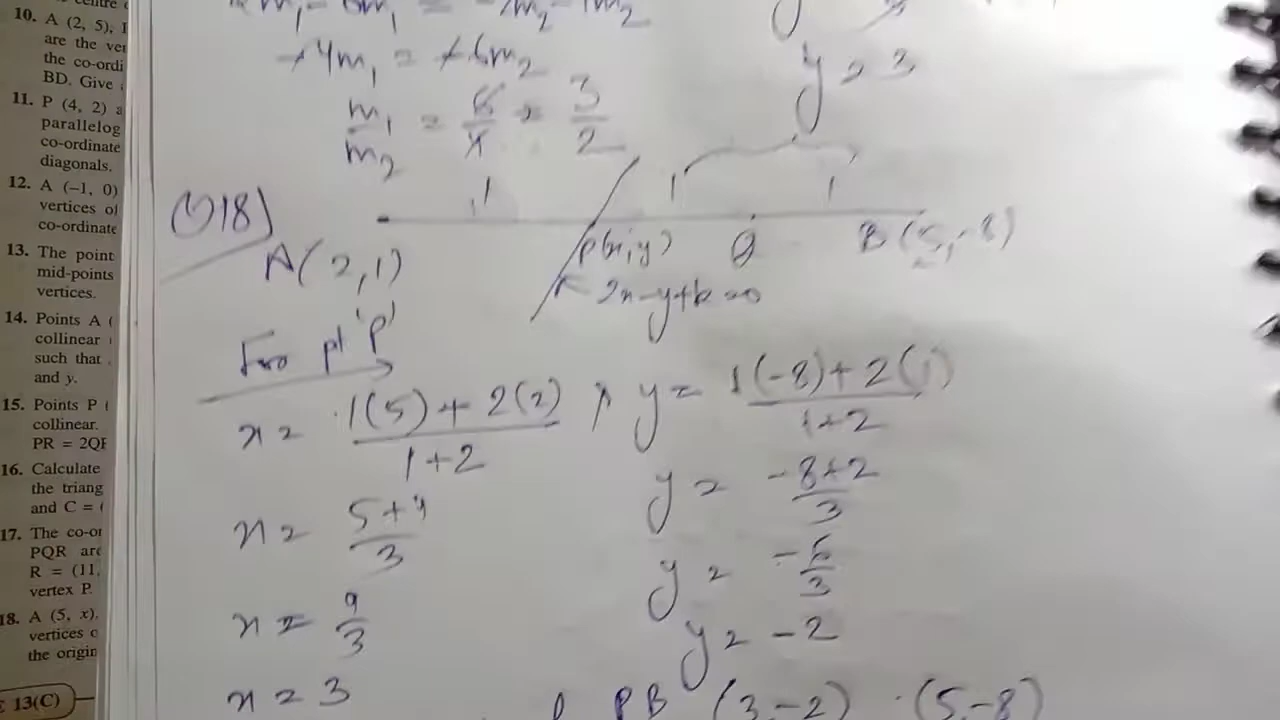 10. A (2, 5),
are the ver
the co-ordi
BD. Give
11. P (4, 2) a
parallelog
co-ordinate
diagonals.
12. A (−1, 0)
vertices of
co-ordinate
13. The point
mid-points
vertices.
14. Points A (
collinear
such that
and y.
15. Points P (
collinear.
PR = 2QR
16. Calculate
the triang
and C = (
17. The co-or
PQR are
R = (11,
vertex P.
18. A (5, x),
vertices o
the origin
13(C)
-4m₁ = -6m₂
m₁/m₂ = 6/4 = 3/2
y = 3
Q18)
1 1 1
A(2,1) P(x,y) Q B(5,-8)
2x-y+k=0
For pt 'P'
x = 1(5)+2(2)/1+2 , y = 1(-8)+2(1)/1+2
x = 5+4/3 y = -8+2/3
x = 9/3 y = -6/3
x = 3 y = -2
PB (3,-2) (5,-8)